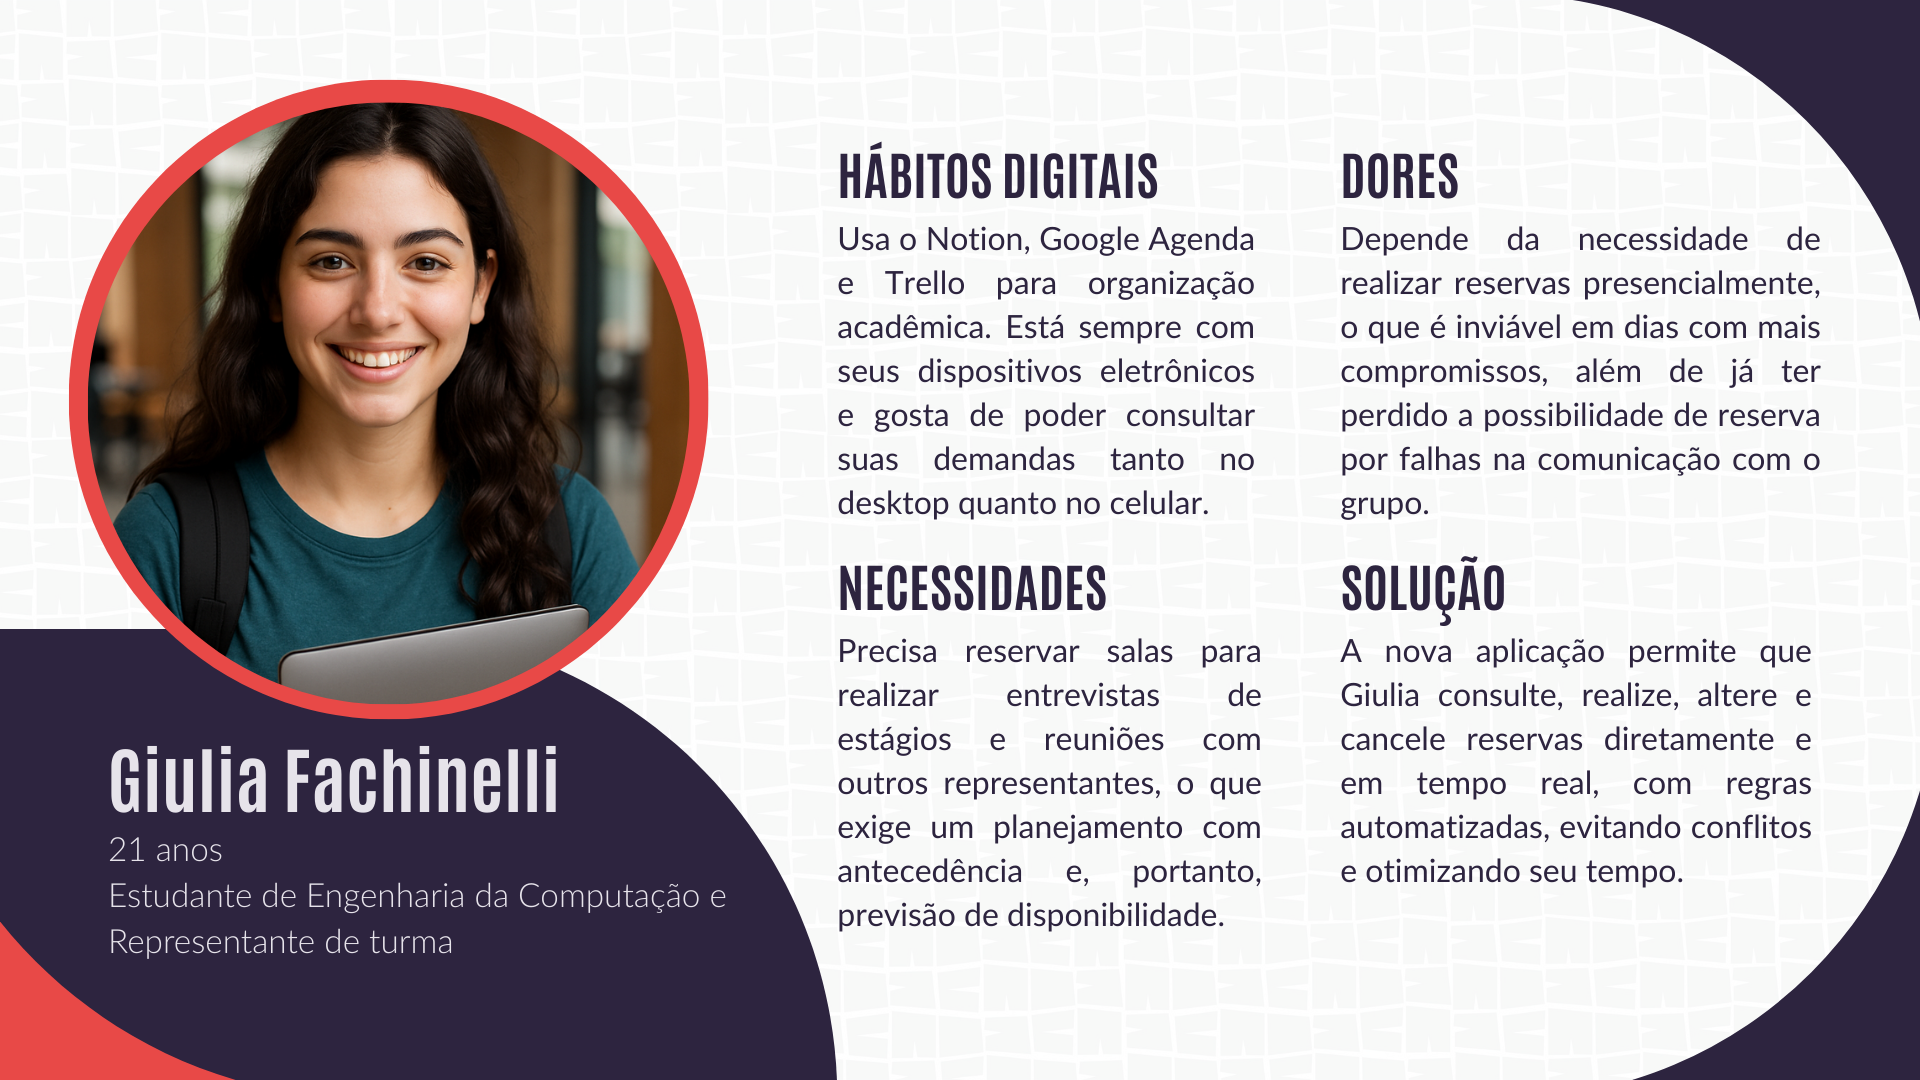 HÁBITOS DIGITAIS
Usa o Notion, Google Agenda
e Trello para organização
acadêmica. Está sempre com
seus dispositivos eletrônicos
e gosta de poder consultar
suas demandas tanto no
desktop quanto no celular.
DORES
Depende da necessidade de
realizar reservas presencialmente,
o que é inviável em dias com mais
compromissos, além de já ter
perdido a possibilidade de reserva
por falhas na comunicação com o
grupo.
NECESSIDADES
Precisa reservar salas para
realizar entrevistas de
estágios e reuniões com
outros representantes, o que
exige um planejamento com
antecedência e, portanto,
previsão de disponibilidade.
SOLUÇÃO
A nova aplicação permite que
Giulia consulte, realize, altere e
cancele reservas diretamente e
em tempo real, com regras
automatizadas, evitando conflitos
e otimizando seu tempo.
Giulia Fachinelli
21 anos
Estudante de Engenharia da Computação e
Representante de turma